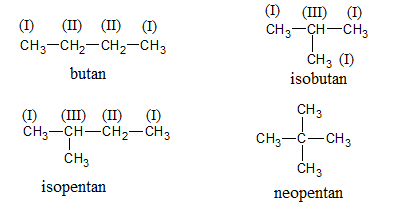 (I) (II) (II) (I)
CH₃–CH₂–CH₂–CH₃
butan
(I) (III) (I)
CH₃–CH–CH₃
CH₃ (I)
isobutan
(I) (III) (II) (I)
CH₃–CH–CH₂–CH₃
CH₃
isopentan
CH₃
CH₃–C–CH₃
CH₃
neopentan